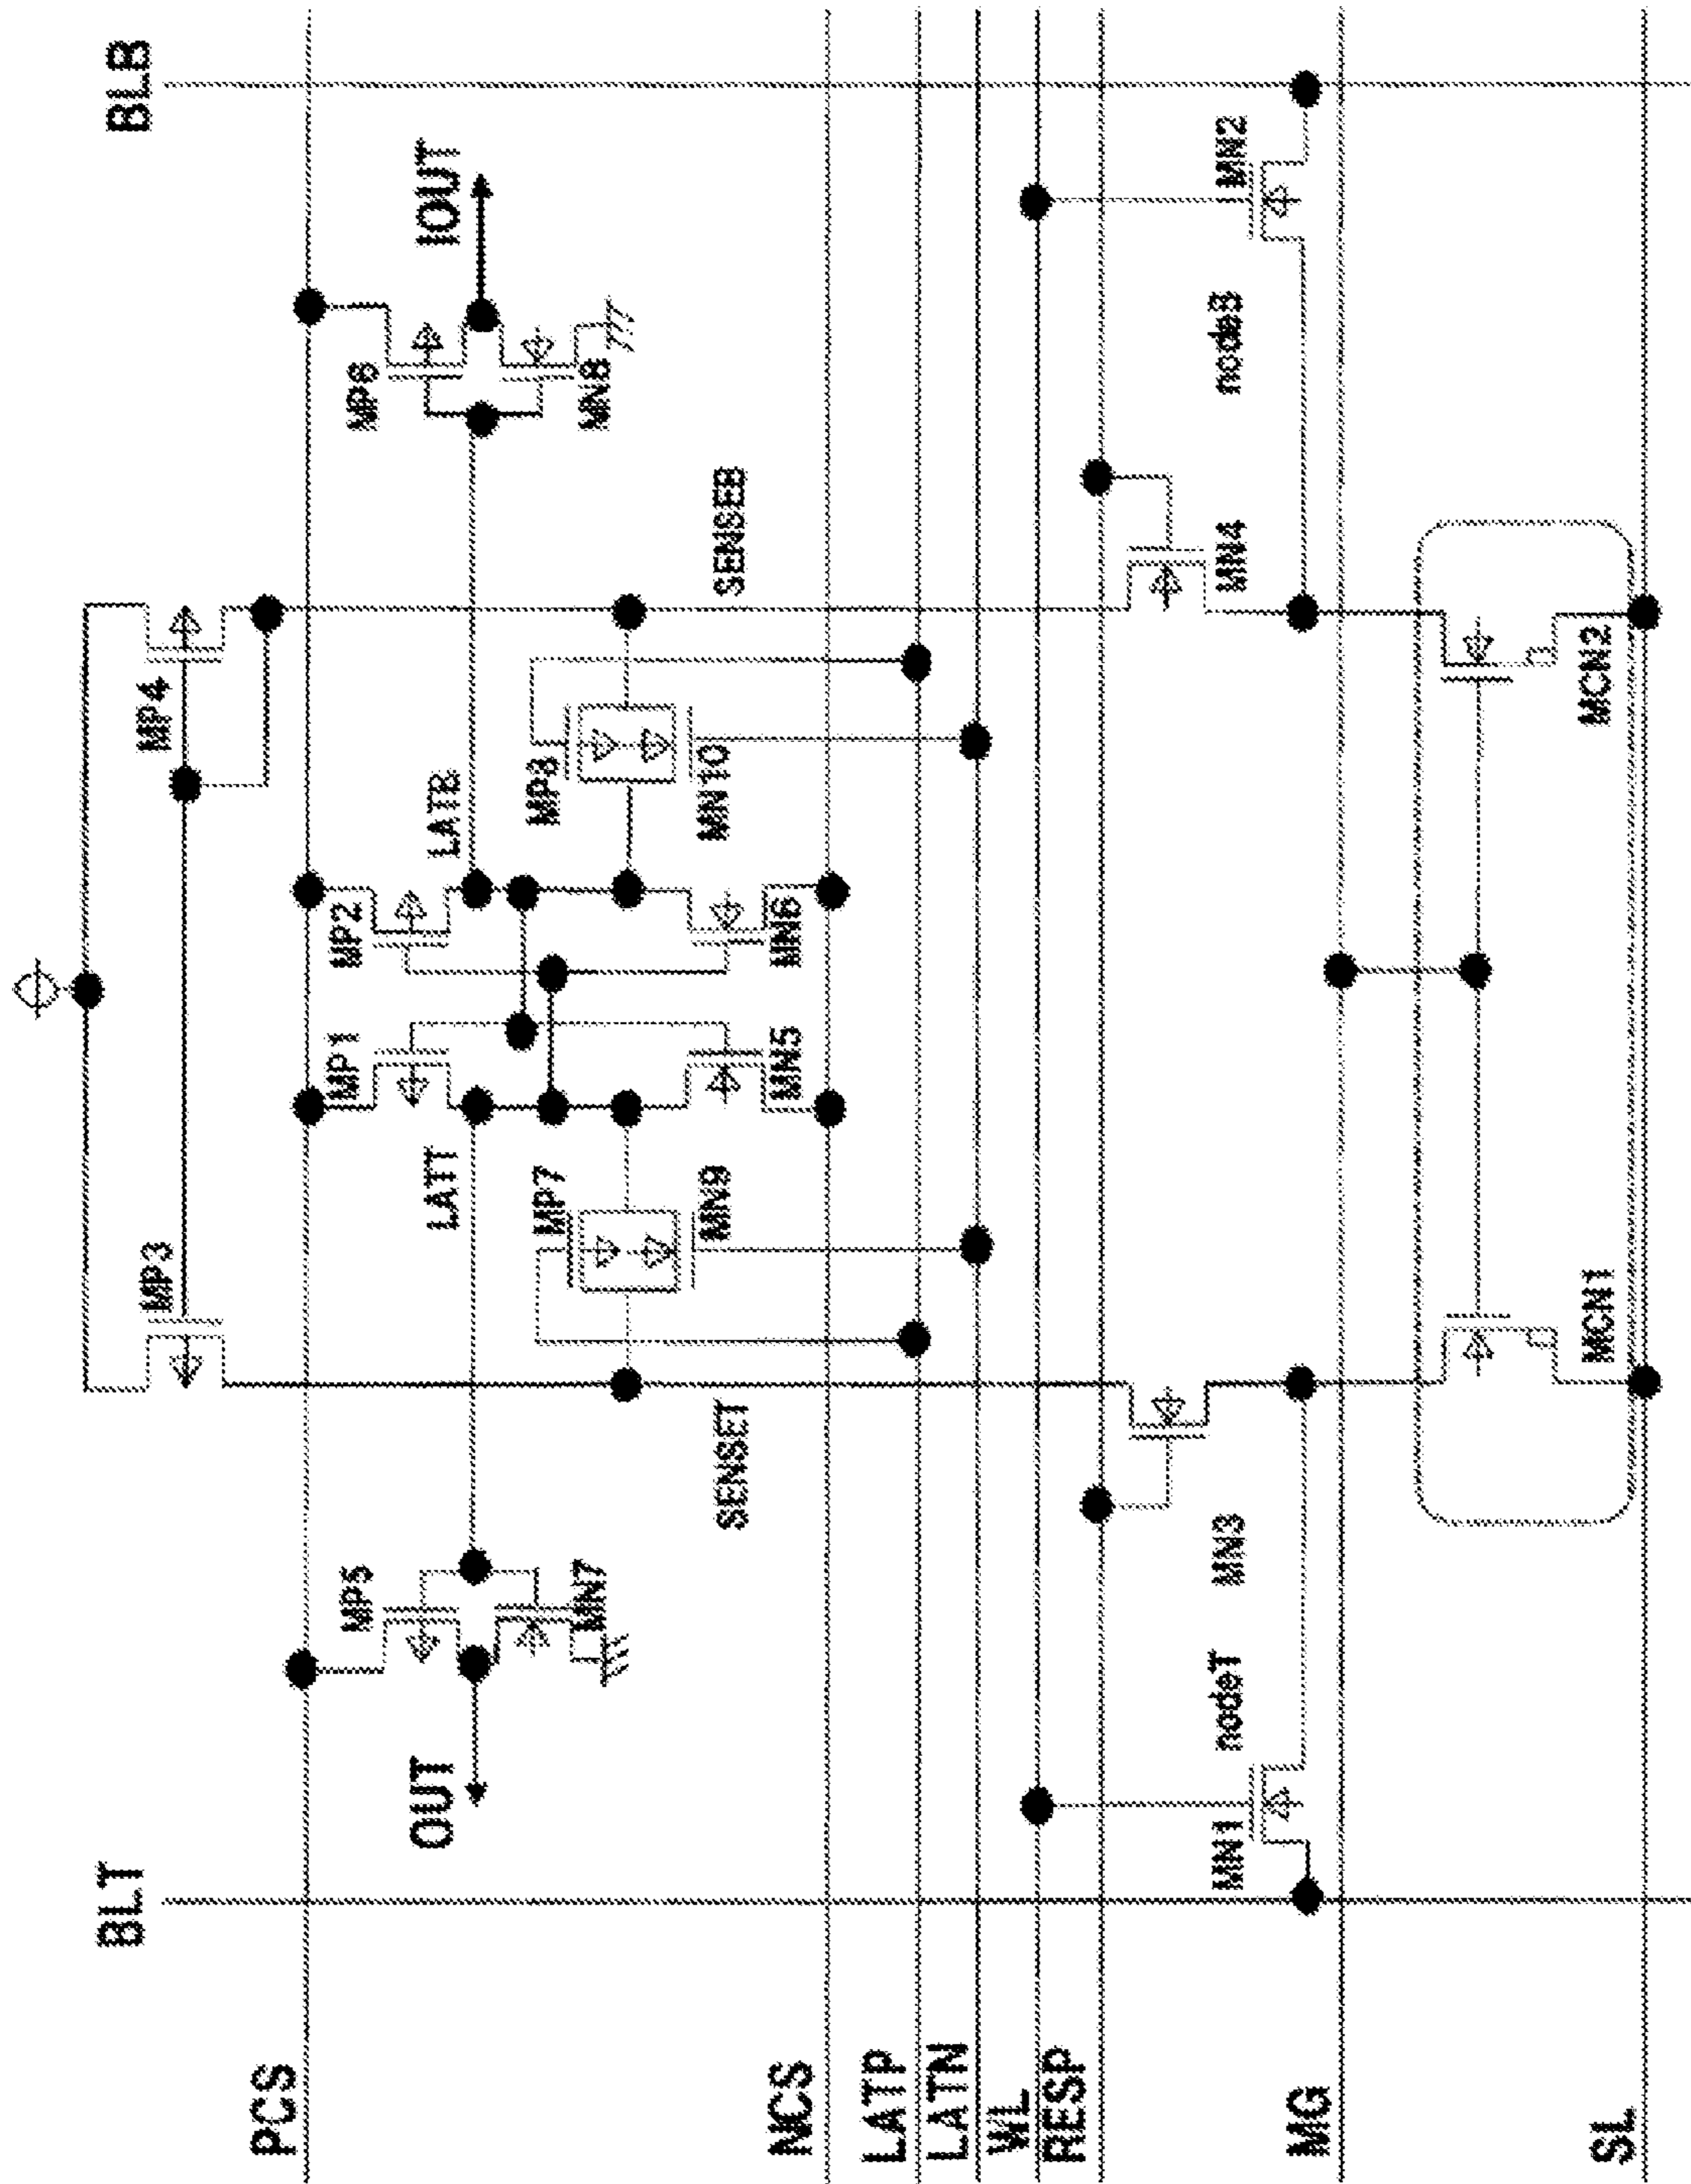 BLT
BLB
MP3
MP4
PCS
MP5
MP1
MP2
MP6
OUT
LATT
LATB
IOUT
MN7
MP7
MP8
MN8
MN9
MN5
MN6
MN10
SENSET
SENSEB
NCS
LATP
LATN
WL
RESP
MN1
nodeT
MN3
MN4
nodeB
MN2
MG
MCN1
MCN2
SL